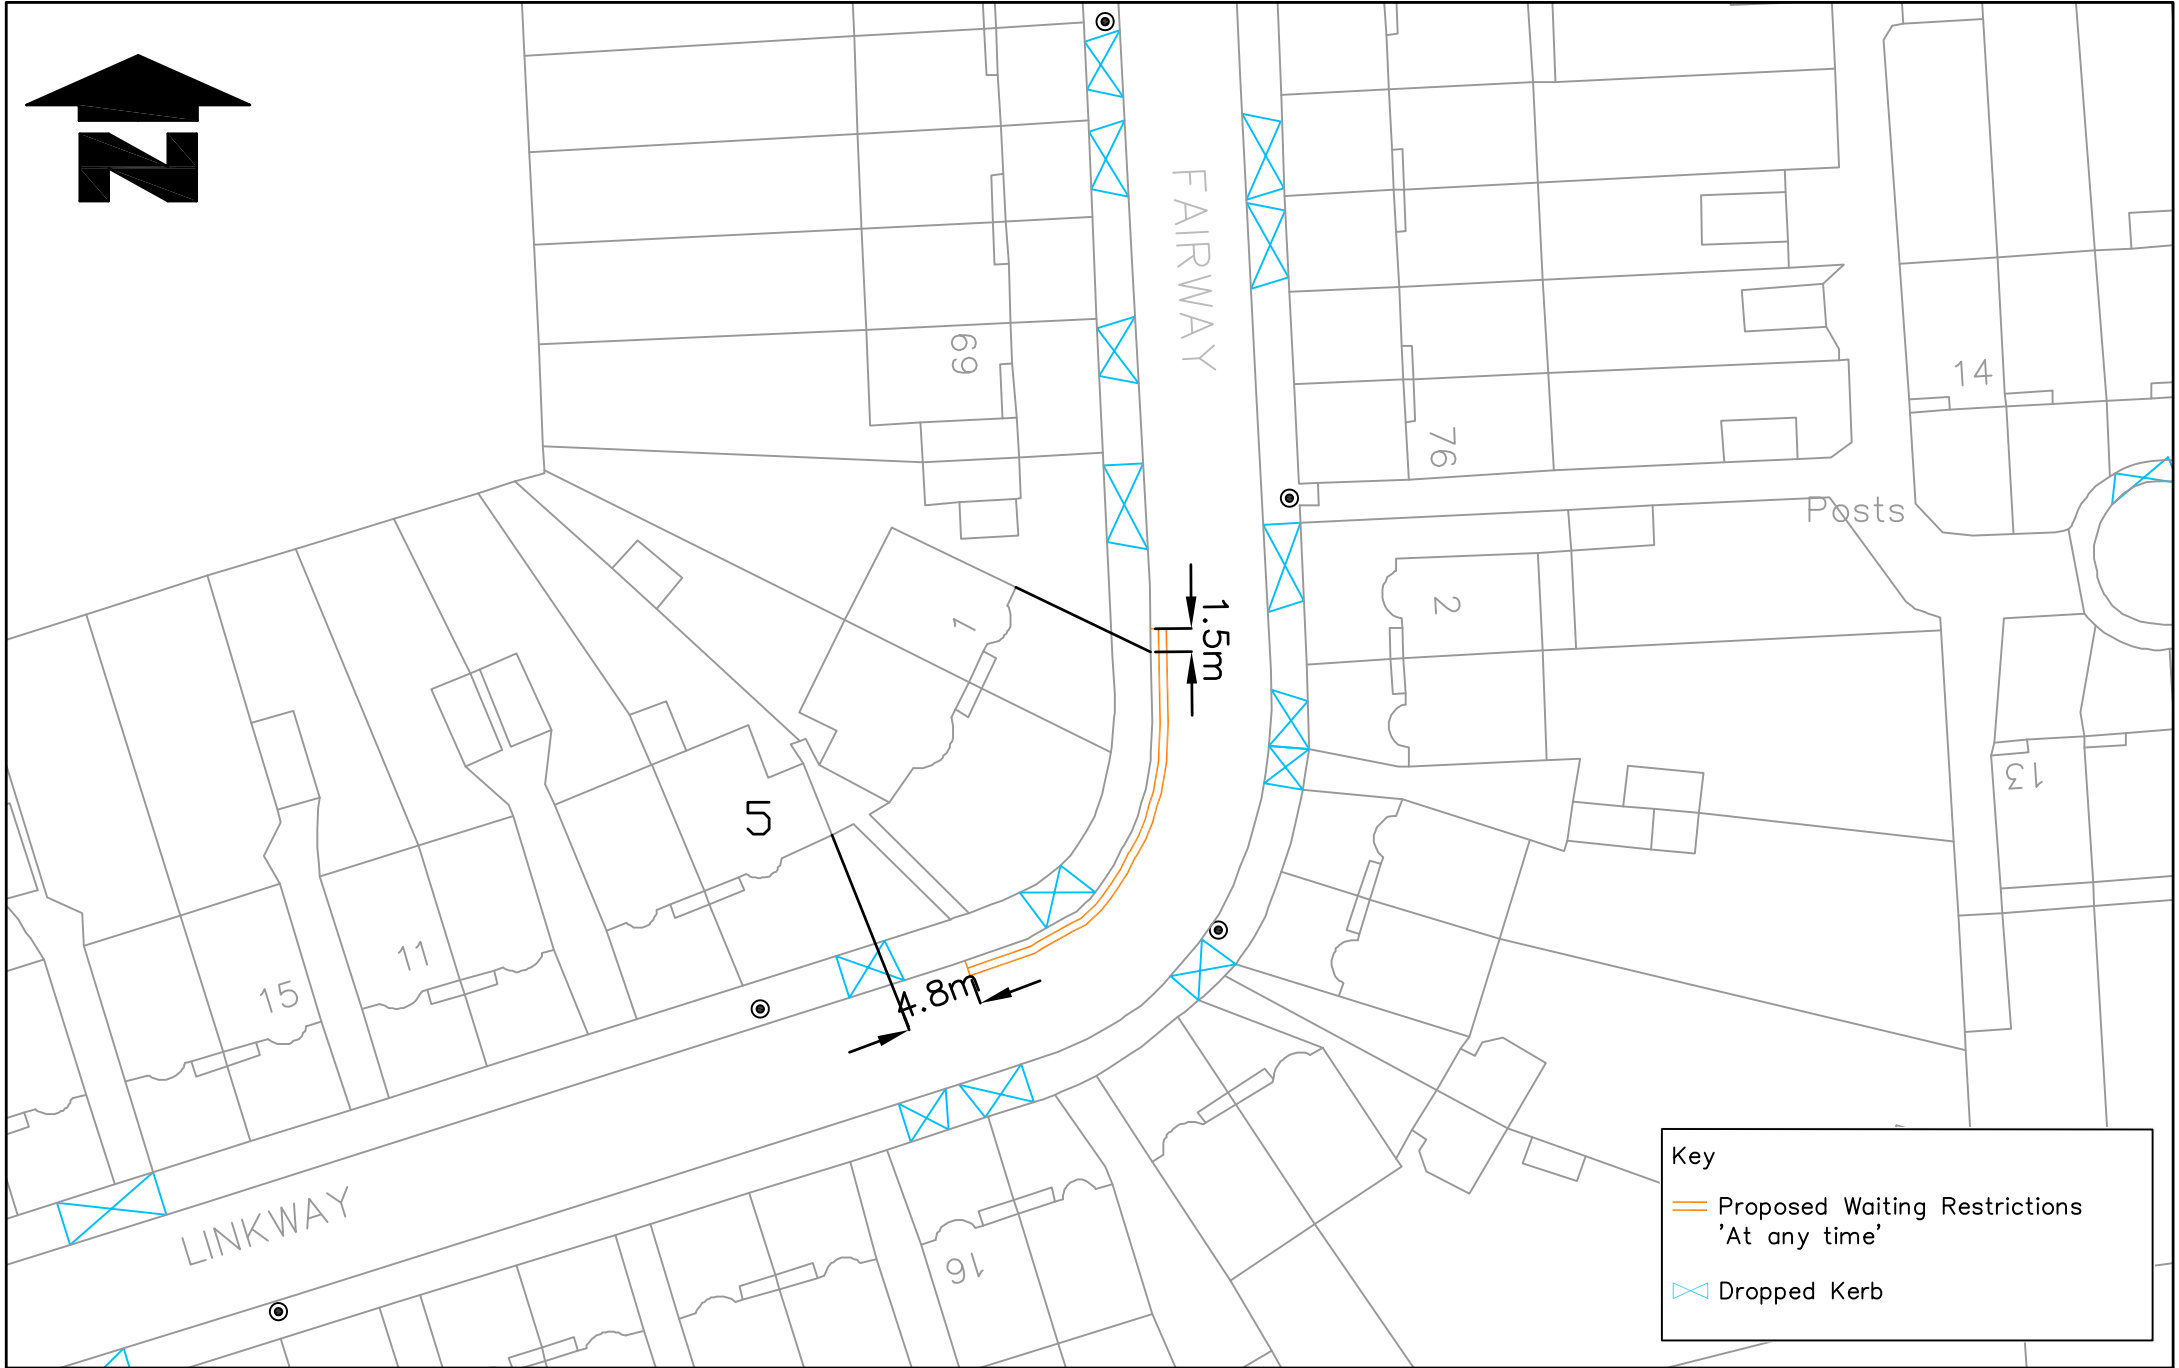 N
FAIRWAY
69
76
14
Posts
1
2
1.5m
13
5
4.8m
11
15
LINKWAY
16
Key
Proposed Waiting Restrictions
'At any time'
Dropped Kerb